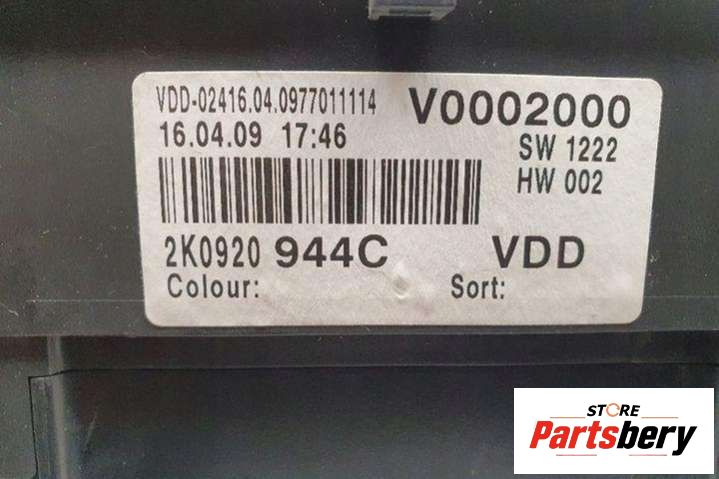 VDD-02416.04.0977011114 V0002000
16.04.09 17:46 SW 1222
HW 002
2K0920 944C VDD
Colour: Sort:
STORE
Partsbery